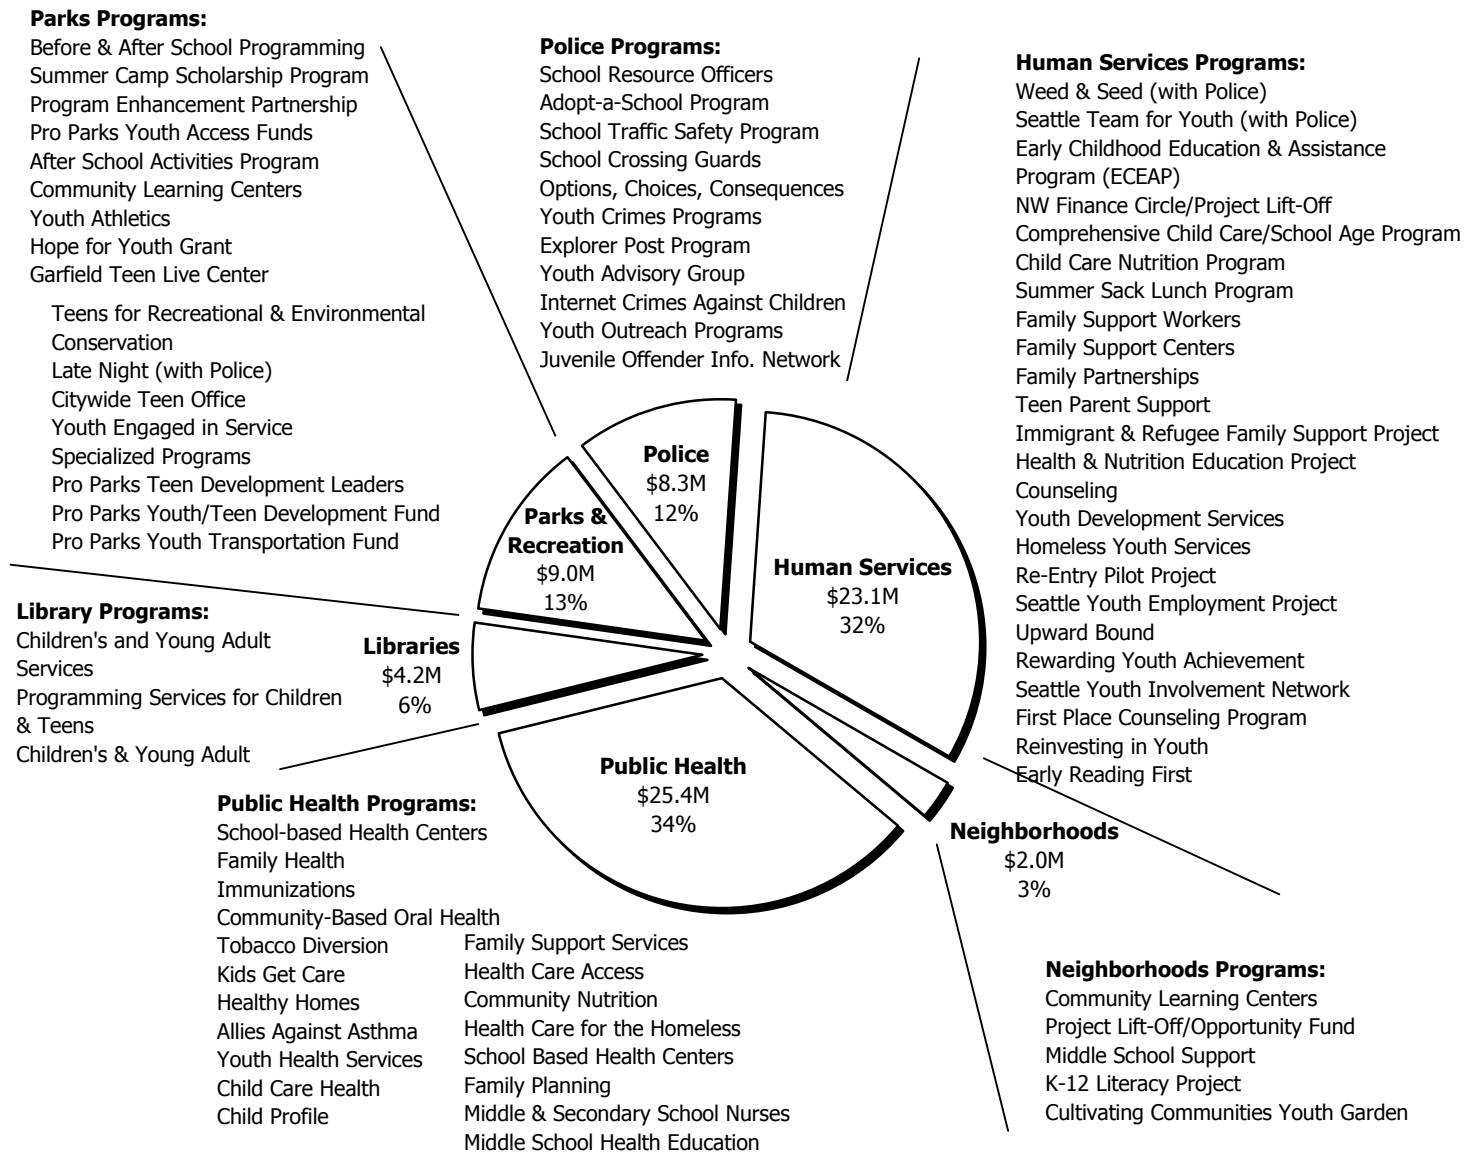 Parks Programs:
Before & After School Programming
Summer Camp Scholarship Program
Program Enhancement Partnership
Pro Parks Youth Access Funds
After School Activities Program
Community Learning Centers
Youth Athletics
Hope for Youth Grant
Garfield Teen Live Center
Teens for Recreational & Environmental
Conservation
Late Night (with Police)
Citywide Teen Office
Youth Engaged in Service
Specialized Programs
Pro Parks Teen Development Leaders
Pro Parks Youth/Teen Development Fund
Pro Parks Youth Transportation Fund
Police Programs:
School Resource Officers
Adopt-a-School Program
School Traffic Safety Program
School Crossing Guards
Options, Choices, Consequences
Youth Crimes Programs
Explorer Post Program
Youth Advisory Group
Internet Crimes Against Children
Youth Outreach Programs
Juvenile Offender Info. Network
Human Services Programs:
Weed & Seed (with Police)
Seattle Team for Youth (with Police)
Early Childhood Education & Assistance
Program (ECEAP)
NW Finance Circle/Project Lift-Off
Comprehensive Child Care/School Age Program
Child Care Nutrition Program
Summer Sack Lunch Program
Family Support Workers
Family Support Centers
Family Partnerships
Teen Parent Support
Immigrant & Refugee Family Support Project
Health & Nutrition Education Project
Counseling
Youth Development Services
Homeless Youth Services
Re-Entry Pilot Project
Seattle Youth Employment Project
Upward Bound
Rewarding Youth Achievement
Seattle Youth Involvement Network
First Place Counseling Program
Reinvesting in Youth
Early Reading First
Police
$8.3M
12%
Parks &
Recreation
$9.0M
13%
Human Services
$23.1M
32%
Libraries
$4.2M
6%
Public Health
$25.4M
34%
Neighborhoods
$2.0M
3%
Library Programs:
Children's and Young Adult
Services
Programming Services for Children
& Teens
Children's & Young Adult
Public Health Programs:
School-based Health Centers
Family Health
Immunizations
Community-Based Oral Health
Tobacco Diversion
Kids Get Care
Healthy Homes
Allies Against Asthma
Youth Health Services
Child Care Health
Child Profile
Family Support Services
Health Care Access
Community Nutrition
Health Care for the Homeless
School Based Health Centers
Family Planning
Middle & Secondary School Nurses
Middle School Health Education
Neighborhoods Programs:
Community Learning Centers
Project Lift-Off/Opportunity Fund
Middle School Support
K-12 Literacy Project
Cultivating Communities Youth Garden